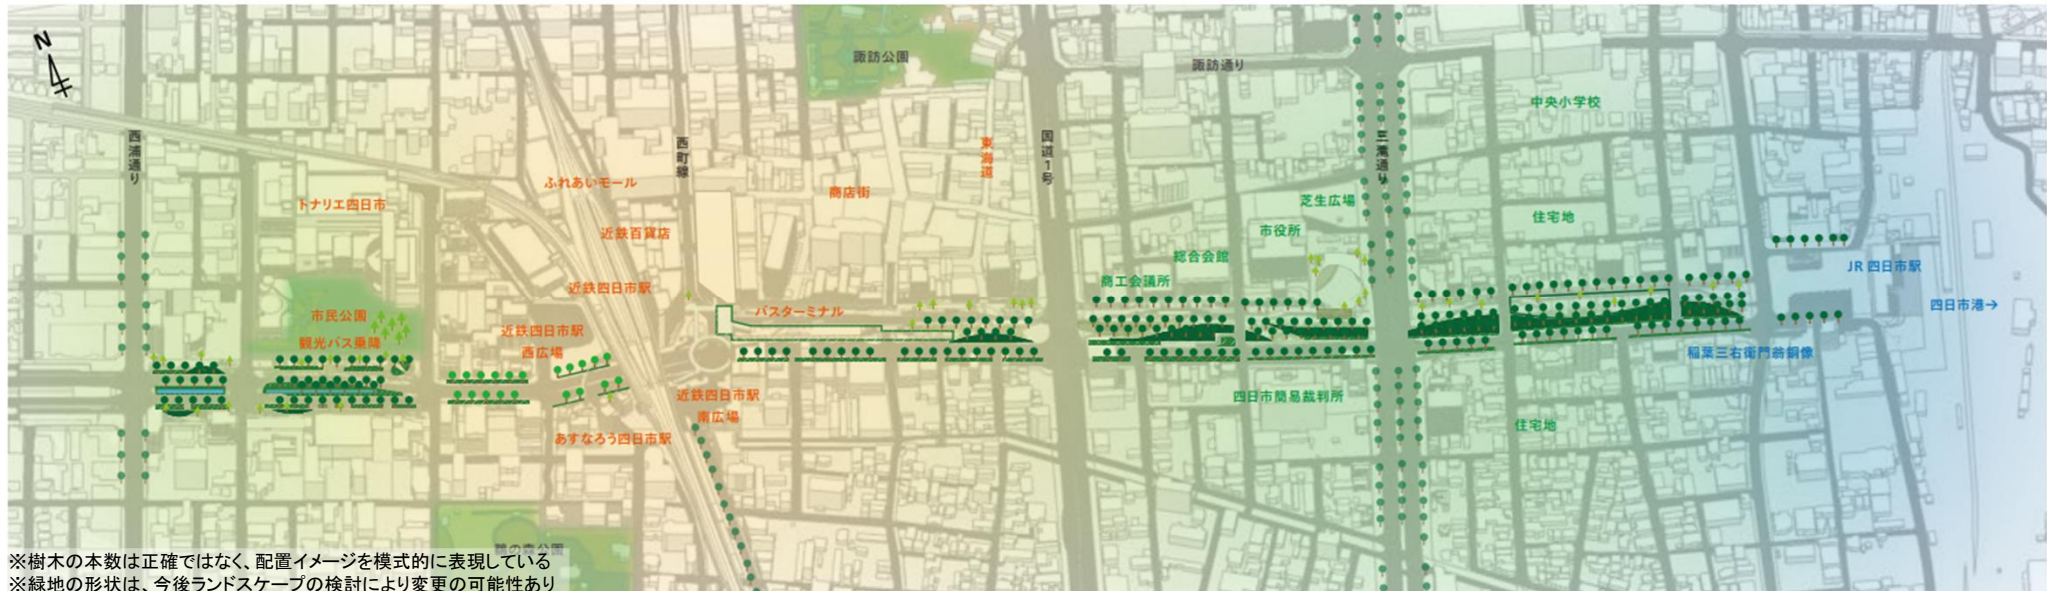 N
諏訪公園
諏訪通り
中央小学校
西浦通り
西町線
東海道
国道1号
三滝通り
ふれあいモール
トナリエ四日市
商店街
芝生広場
住宅地
近鉄百貨店
市役所
総合会館
JR 四日市駅
商工会議所
近鉄四日市駅
四日市港→
市民公園
バスターミナル
近鉄四日市駅
西広場
観光バス乗降
稲葉三右衛門翁銅像
近鉄四日市駅
南広場
四日市簡易裁判所
あすなろう四日市駅
住宅地
鵜の森公園
※樹木の本数は正確ではなく、配置イメージを模式的に表現している
※緑地の形状は、今後ランドスケープの検討により変更の可能性あり